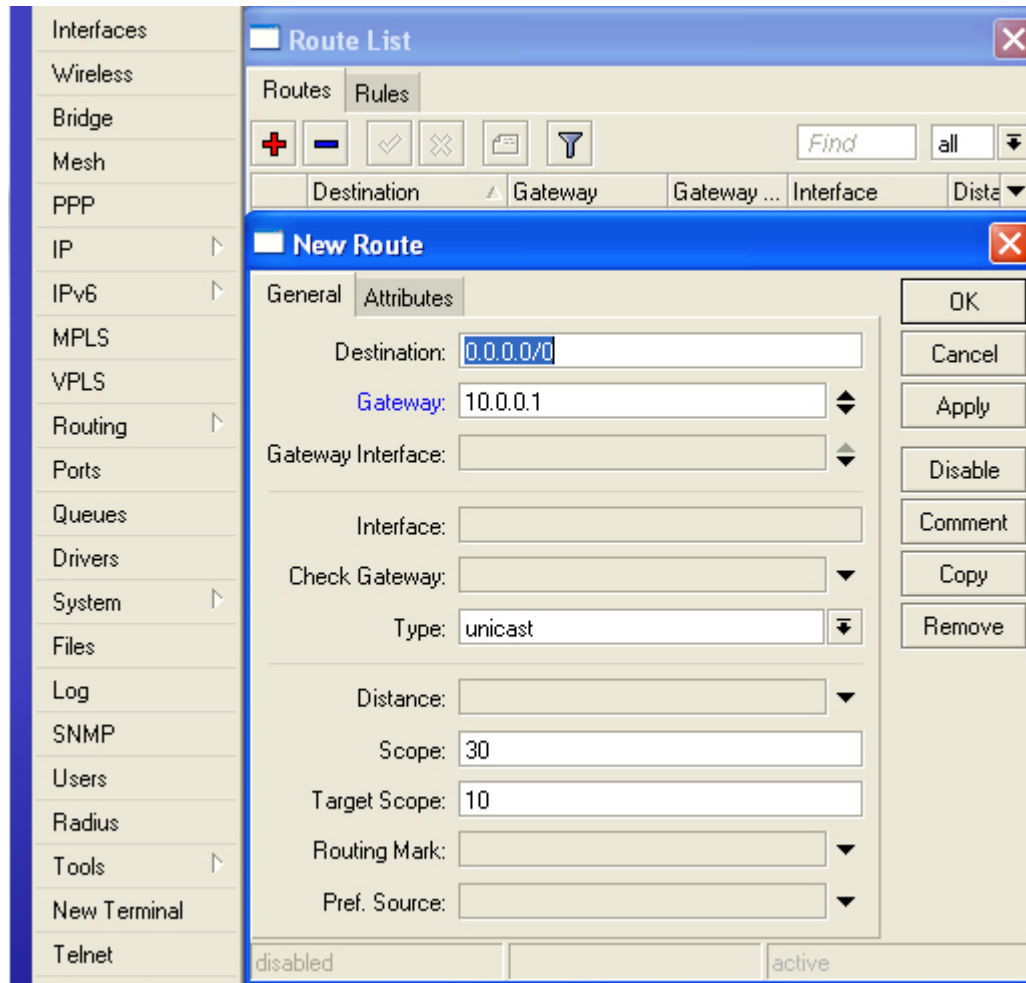 Interfaces
Wireless
Bridge
Mesh
PPP
IP
IPv6
MPLS
VPLS
Routing
Ports
Queues
Drivers
System
Files
Log
SNMP
Users
Radius
Tools
New Terminal
Telnet
Route List
Routes Rules
Find all
Destination Gateway Gateway ... Interface Dista
New Route
General Attributes
Destination: 0.0.0.0/0
Gateway: 10.0.0.1
Gateway Interface:
Interface:
Check Gateway:
Type: unicast
Distance:
Scope: 30
Target Scope: 10
Routing Mark:
Pref. Source:
OK
Cancel
Apply
Disable
Comment
Copy
Remove
disabled active